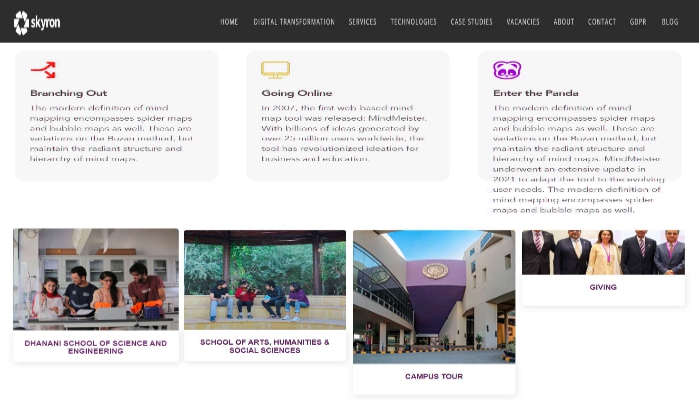 skyron
HOME DIGITAL TRANSFORMATION SERVICES TECHNOLOGIES CASE STUDIES VACANCIES ABOUT CONTACT GDPR BLOG
Branching Out
The modern definition of mind
mapping encompasses spider maps
and bubble maps as well. These are
variations on the Buzan method, but
maintain the radiant structure and
hierarchy of mind maps.
Going Online
In 2007, the first web-based mind
map tool was released: MindMeister.
With billions of ideas generated by
over 25 million users worldwide, the
tool has revolutionized ideation for
business and education.
Enter the Panda
The modern definition of mind
mapping encompasses spider maps
and bubble maps as well. These are
variations on the Buzan method, but
maintain the radiant structure and
hierarchy of mind maps. MindMeister
underwent an extensive update in
2021 to adapt the tool to the evolving
user needs. The modern definition of
mind mapping encompasses spider
maps and bubble maps as well.
DHANANI SCHOOL OF SCIENCE AND
ENGINEERING
SCHOOL OF ARTS, HUMANITIES &
SOCIAL SCIENCES
CAMPUS TOUR
GIVING